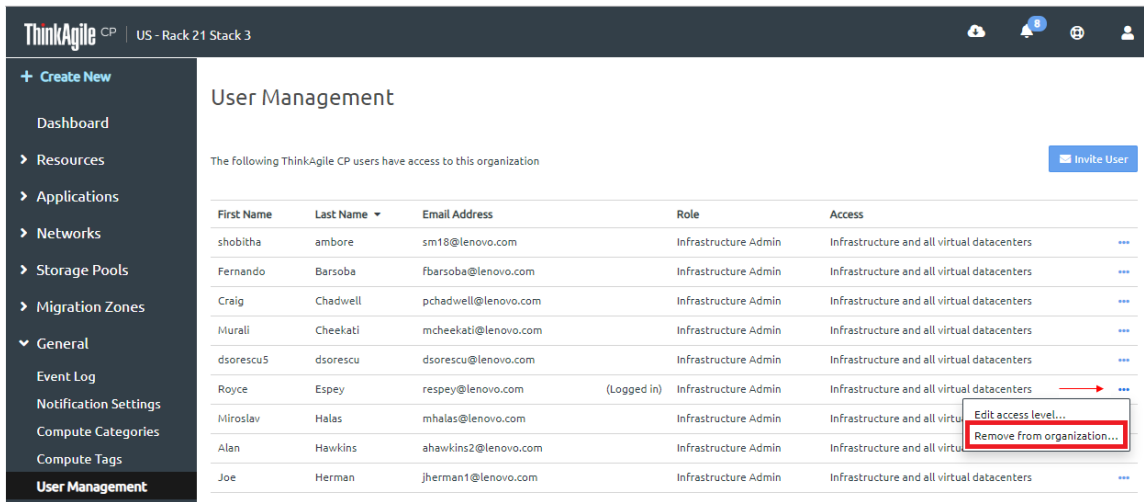 ThinkAgile CP | US - Rack 21 Stack 3
8
+ Create New
Dashboard
Resources
Applications
Networks
Storage Pools
Migration Zones
General
Event Log
Notification Settings
Compute Categories
Compute Tags
User Management
User Management
The following ThinkAgile CP users have access to this organization
Invite User
First Name Last Name Email Address Role Access
shobitha ambore sm18@lenovo.com Infrastructure Admin Infrastructure and all virtual datacenters
Fernando Barsoba fbarsoba@lenovo.com Infrastructure Admin Infrastructure and all virtual datacenters
Craig Chadwell pchadwell@lenovo.com Infrastructure Admin Infrastructure and all virtual datacenters
Murali Cheekati mcheekati@lenovo.com Infrastructure Admin Infrastructure and all virtual datacenters
dsorescu5 dsorescu dsorescu@lenovo.com Infrastructure Admin Infrastructure and all virtual datacenters
Royce Espey respey@lenovo.com (Logged in) Infrastructure Admin Infrastructure and all virtual datacenters
Miroslav Halas mhalas@lenovo.com Infrastructure Admin Infrastructure and all virtu
Edit access level...
Alan Hawkins ahawkins2@lenovo.com Infrastructure Admin Infrastructure and all virtu
Remove from organization...
Joe Herman jherman1@lenovo.com Infrastructure Admin Infrastructure and all virtual datacenters